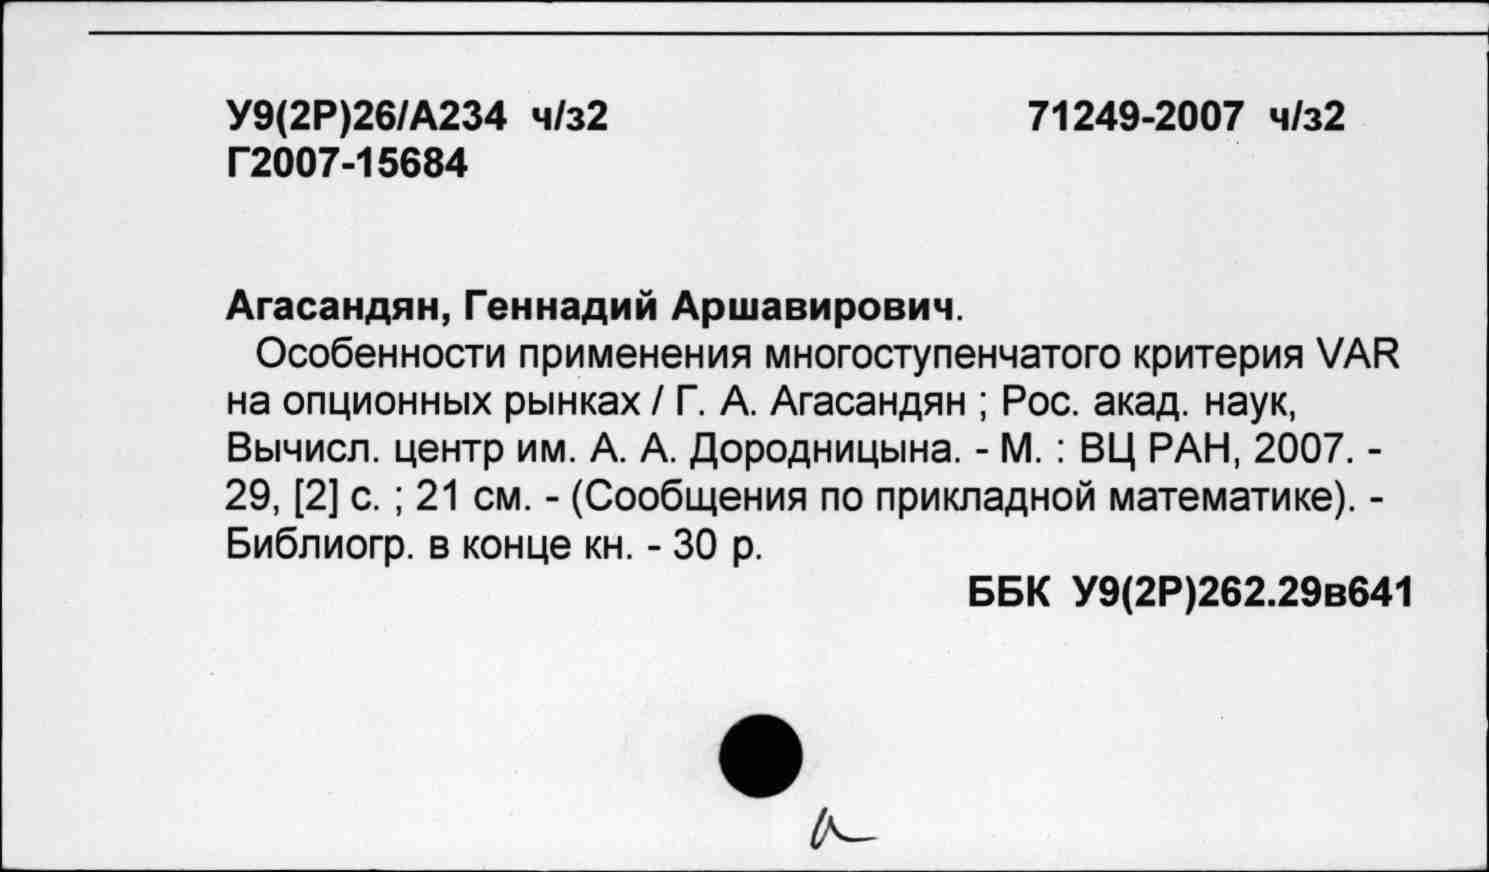 У9(2Р)26/А234 ч/з2 71249-2007 ч/з2
Г2007-15684
Агасандян, Геннадий Аршавирович.
Особенности применения многоступенчатого критерия VAR
на опционных рынках / Г. А. Агасандян ; Рос. акад. наук,
Вычисл. центр им. А. А. Дородницына. - М. : ВЦ РАН, 2007. -
29, [2] с. ; 21 см. - (Сообщения по прикладной математике). -
Библиогр. в конце кн. - 30 р.
ББК У9(2Р)262.29в641